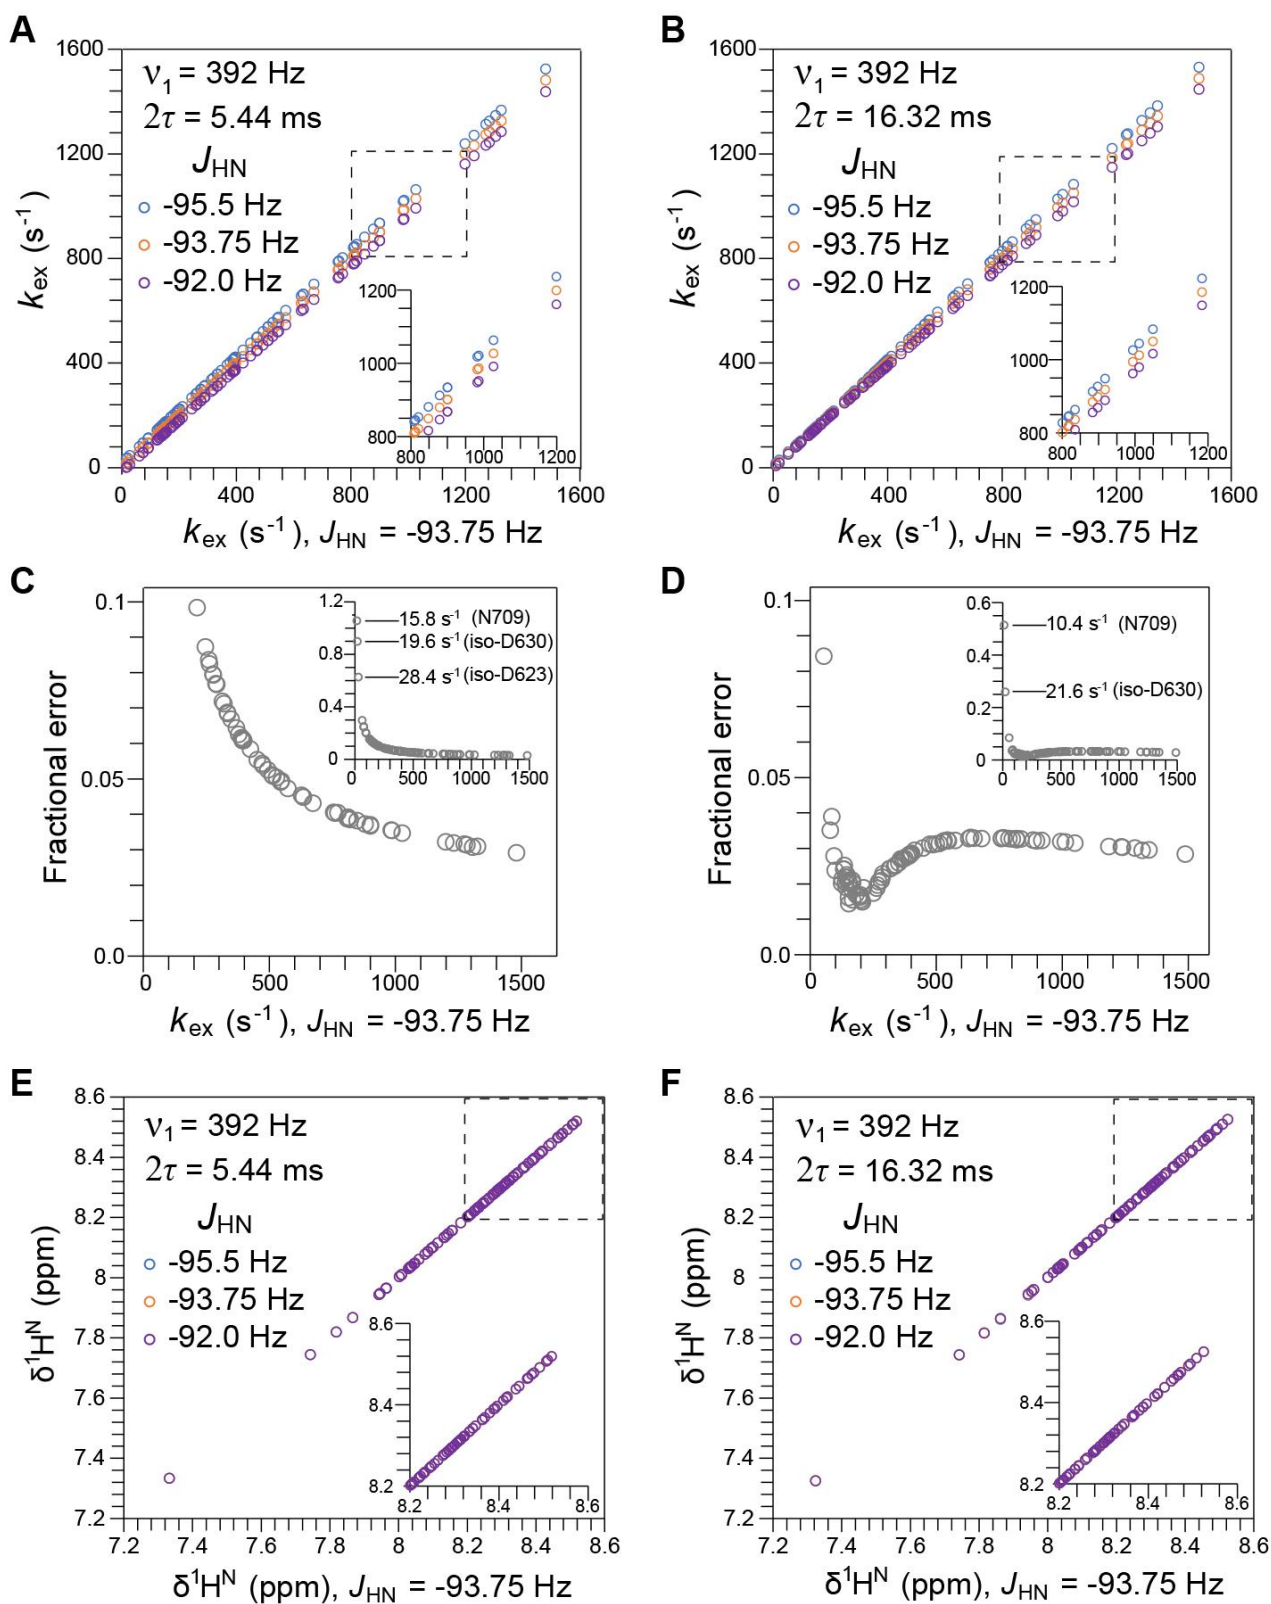 A
1600
1200
800
400
0
kex (s-1)
ν1 = 392 Hz
2τ = 5.44 ms
JHN
-95.5 Hz
-93.75 Hz
-92.0 Hz
1200
1000
800
800 1000 1200
0 400 800 1200 1600
kex (s-1), JHN = -93.75 Hz
B
1600
1200
800
400
0
kex (s-1)
ν1 = 392 Hz
2τ = 16.32 ms
JHN
-95.5 Hz
-93.75 Hz
-92.0 Hz
1200
1000
800
800 1000 1200
0 400 800 1200 1600
kex (s-1), JHN = -93.75 Hz
C
0.1
0.05
0.0
Fractional error
1.2
0.8
0.4
0
15.8 s-1 (N709)
19.6 s-1 (iso-D630)
28.4 s-1 (iso-D623)
0 500 1000 1500
0 500 1000 1500
kex (s-1), JHN = -93.75 Hz
D
0.1
0.05
0.0
Fractional error
0.6
0.4
0.2
0
10.4 s-1 (N709)
21.6 s-1 (iso-D630)
0 500 1000 1500
0 500 1000 1500
kex (s-1), JHN = -93.75 Hz
E
8.6
8.4
8.2
8
7.8
7.6
7.4
7.2
δ1HN (ppm)
ν1 = 392 Hz
2τ = 5.44 ms
JHN
-95.5 Hz
-93.75 Hz
-92.0 Hz
8.6
8.4
8.2
8.2 8.4 8.6
7.2 7.4 7.6 7.8 8 8.2 8.4 8.6
δ1HN (ppm), JHN = -93.75 Hz
F
8.6
8.4
8.2
8
7.8
7.6
7.4
7.2
δ1HN (ppm)
ν1 = 392 Hz
2τ = 16.32 ms
JHN
-95.5 Hz
-93.75 Hz
-92.0 Hz
8.6
8.4
8.2
8.2 8.4 8.6
7.2 7.4 7.6 7.8 8 8.2 8.4 8.6
δ1HN (ppm), JHN = -93.75 Hz